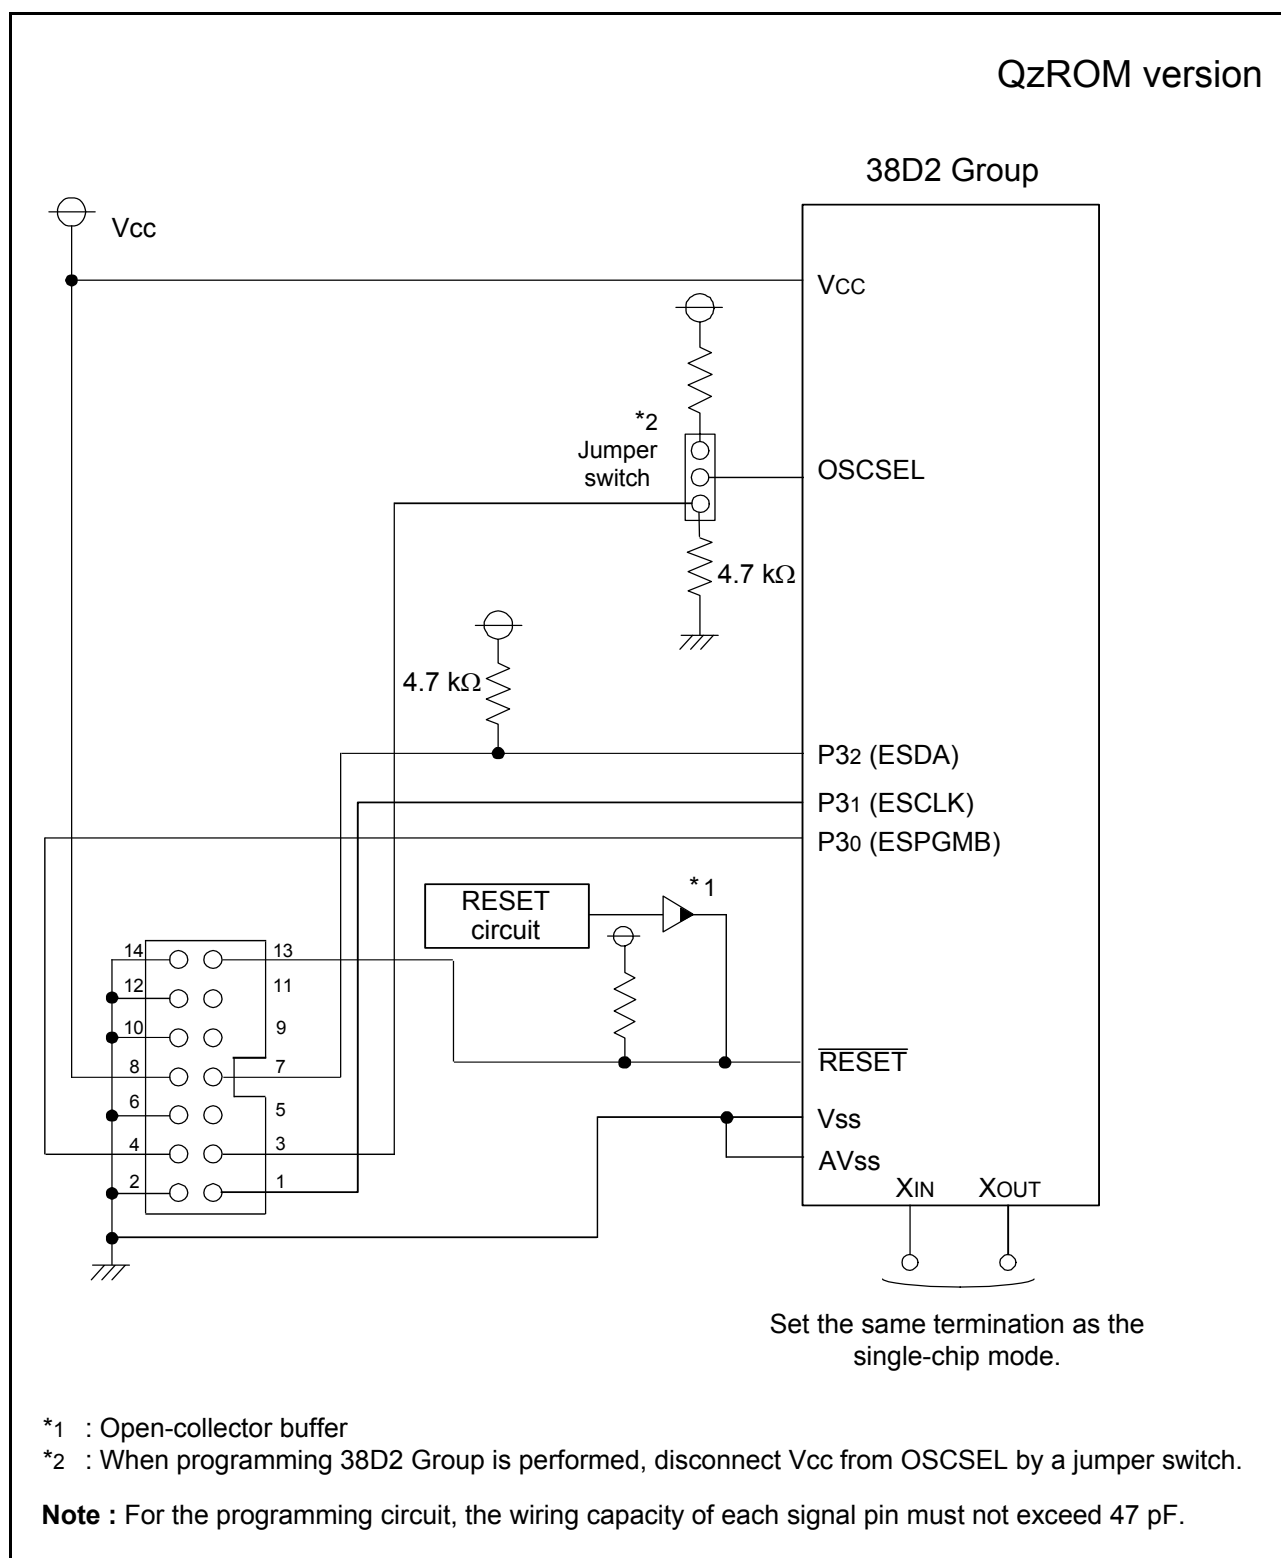 QzROM version
38D2 Group
Vcc
VCC
*2
Jumper
switch
OSCSEL
4.7 kΩ
4.7 kΩ
P32 (ESDA)
P31 (ESCLK)
P30 (ESPGMB)
RESET
circuit
*1
14 13
12 11
10 9
8 7
6 5
4 3
2 1
RESET
Vss
AVss
XIN XOUT
Set the same termination as the
single-chip mode.
*1 : Open-collector buffer
*2 : When programming 38D2 Group is performed, disconnect Vcc from OSCSEL by a jumper switch.
Note : For the programming circuit, the wiring capacity of each signal pin must not exceed 47 pF.